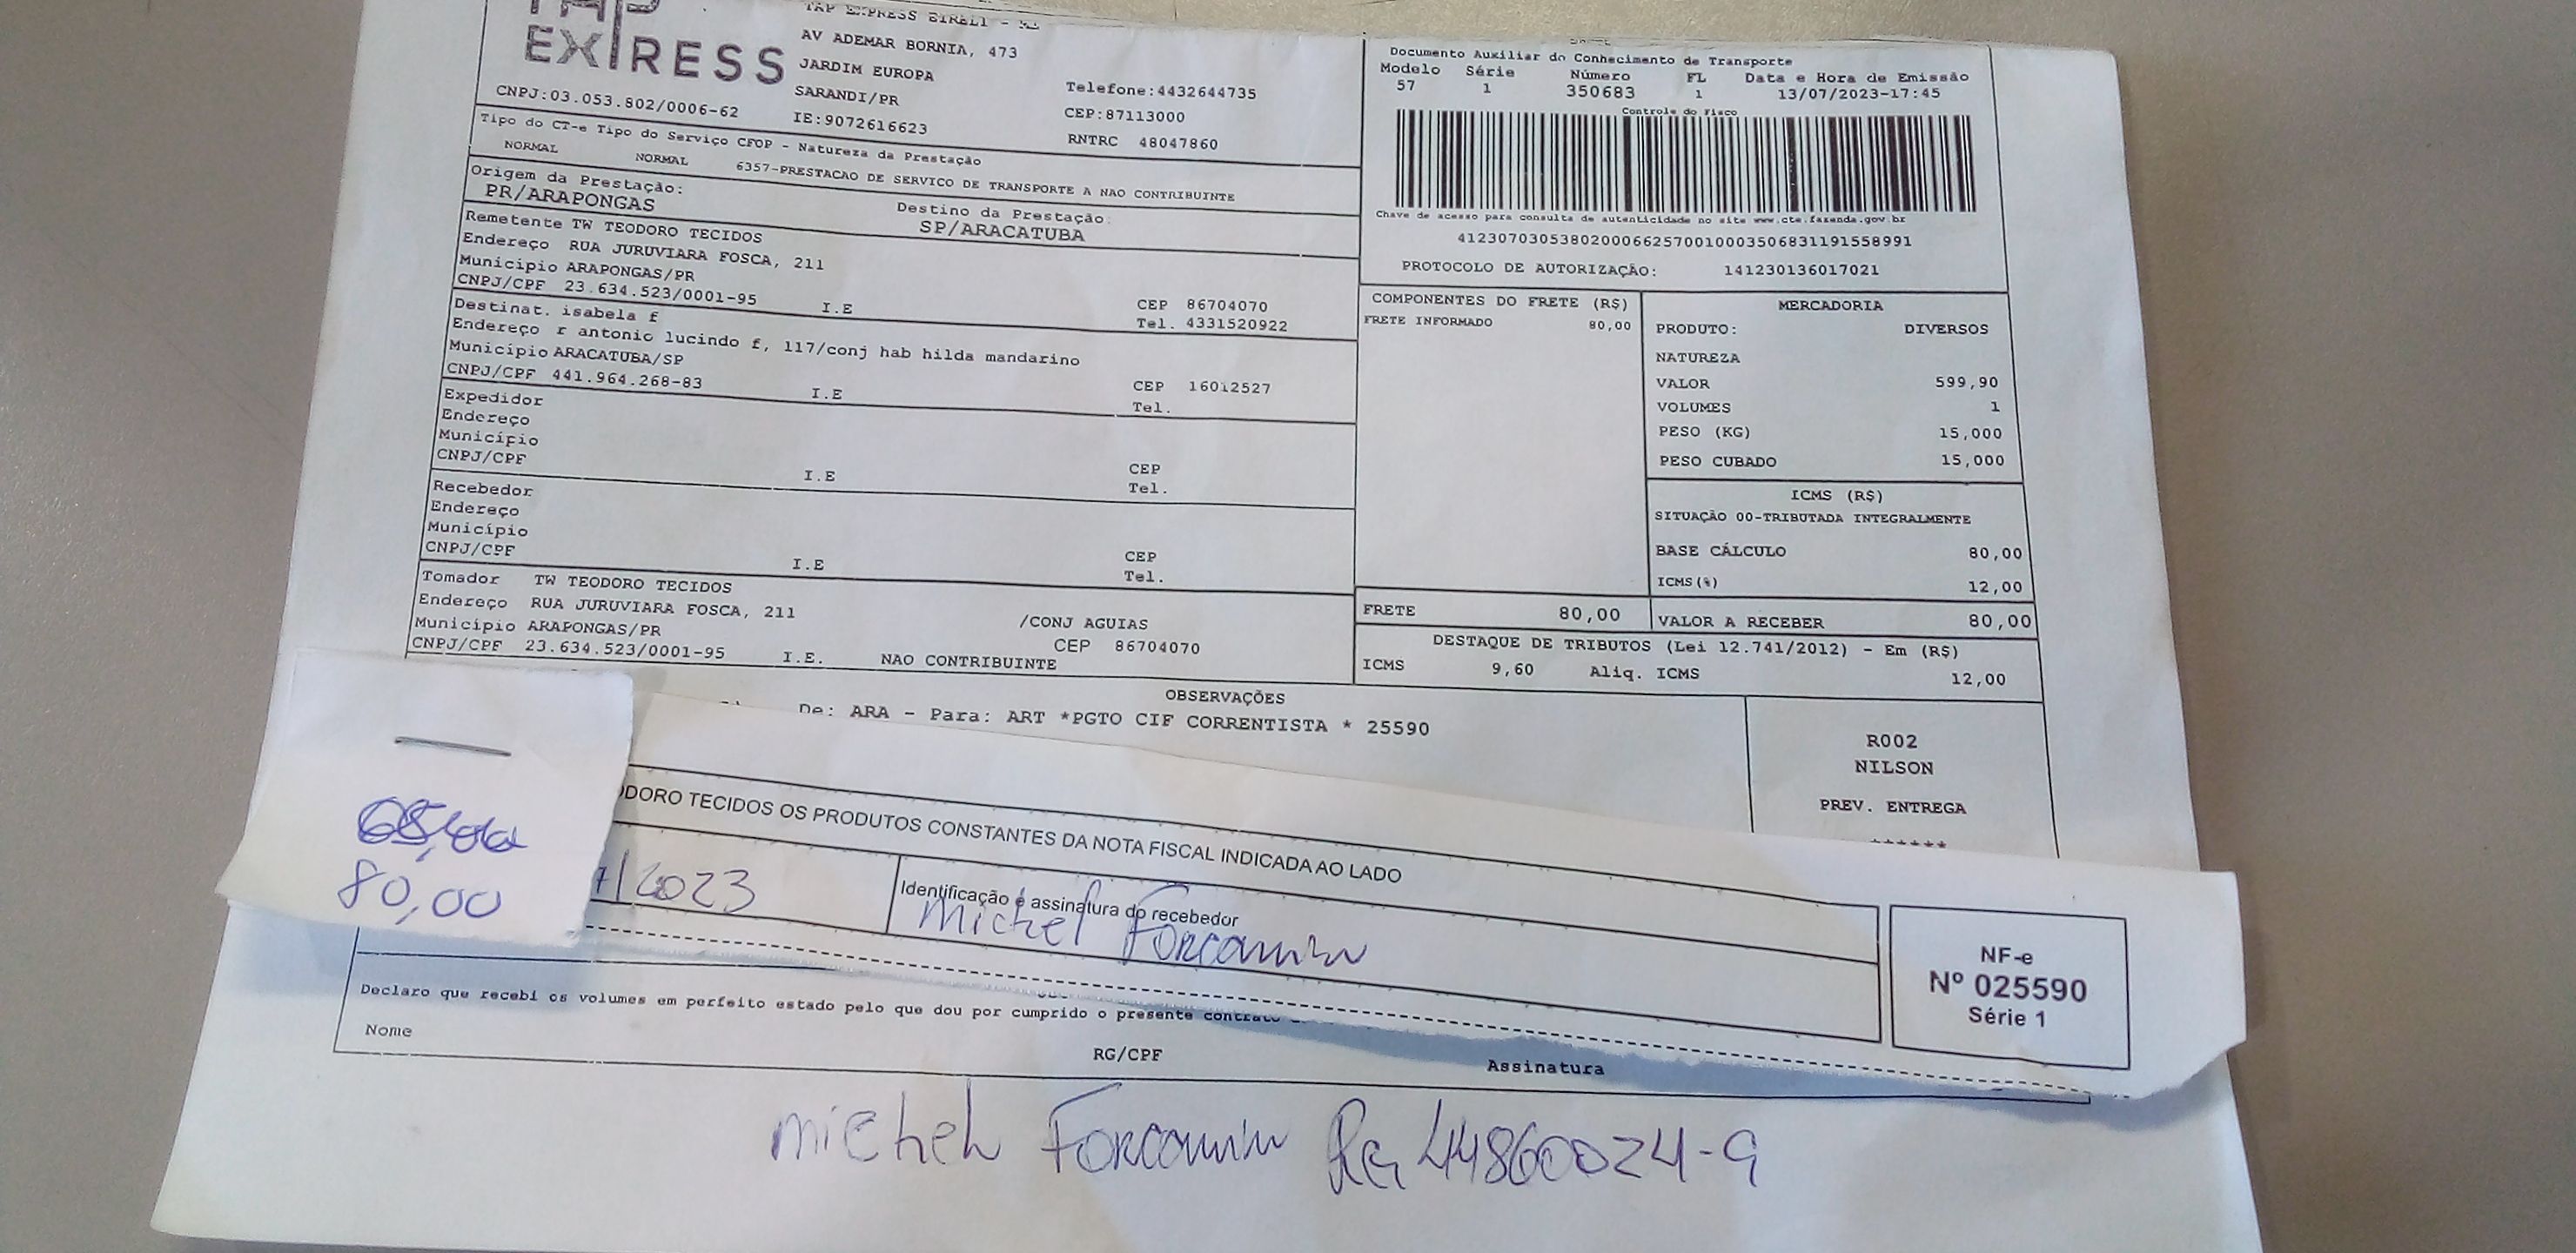 TAP
EXPRESS
TAP EXPRESS EIRELI -
AV ADEMAR BORNIA, 473
JARDIM EUROPA
SARANDI/PR
IE:9072616623
Telefone:4432644735
CEP:87113000
RNTRC 48047860
CNPJ:03.053.802/0006-62
Tipo do CT-e Tipo do Serviço CFOP - Natureza da Prestação
NORMAL NORMAL 6357-PRESTACAO DE SERVICO DE TRANSPORTE A NAO CONTRIBUINTE
Origem da Prestação: Destino da Prestação:
PR/ARAPONGAS SP/ARACATUBA
Remetente TW TEODORO TECIDOS
Endereço RUA JURUVIARA FOSCA, 211
Município ARAPONGAS/PR CEP 86704070
CNPJ/CPF 23.634.523/0001-95 I.E Tel. 4331520922
Destinat. isabela f
Endereço r antonio lucindo f, 117/conj hab hilda mandarino
Município ARACATUBA/SP CEP 16012527
CNPJ/CPF 441.964.268-83 I.E Tel.
Expedidor
Endereço
Município CEP
CNPJ/CPF I.E Tel.
Recebedor
Endereço
Município CEP
CNPJ/CPF I.E Tel.
Tomador TW TEODORO TECIDOS
Endereço RUA JURUVIARA FOSCA, 211 /CONJ AGUIAS
Município ARAPONGAS/PR CEP 86704070
CNPJ/CPF 23.634.523/0001-95 I.E. NAO CONTRIBUINTE
Documento Auxiliar do Conhecimento de Transporte
Modelo Série Número FL Data e Hora de Emissão
57 1 350683 1 13/07/2023-17:45
Controle do Fisco
Chave de acesso para consulta de autenticidade no site www.cte.fazenda.gov.br
41230703053802000662570010003506831191558991
PROTOCOLO DE AUTORIZAÇÃO: 141230136017021
COMPONENTES DO FRETE (R$)
FRETE INFORMADO 80,00
MERCADORIA
PRODUTO: DIVERSOS
NATUREZA
VALOR 599,90
VOLUMES 1
PESO (KG) 15,000
PESO CUBADO 15,000
ICMS (R$)
SITUAÇÃO 00-TRIBUTADA INTEGRALMENTE
BASE CÁLCULO 80,00
ICMS(%) 12,00
FRETE 80,00 VALOR A RECEBER 80,00
DESTAQUE DE TRIBUTOS (Lei 12.741/2012) - Em (R$)
ICMS 9,60 Aliq. ICMS 12,00
OBSERVAÇÕES
De: ARA - Para: ART *PGTO CIF CORRENTISTA * 25590
R002
NILSON
PREV. ENTREGA
******
80,00
ODORO TECIDOS OS PRODUTOS CONSTANTES DA NOTA FISCAL INDICADA AO LADO
7/2023
Identificação e assinatura do recebedor
Michel Forcamin
NF-e
Nº 025590
Série 1
Declaro que recebi os volumes em perfeito estado pelo que dou por cumprido o presente contrato
Nome RG/CPF Assinatura
michel Forcamin RG 44860024-9